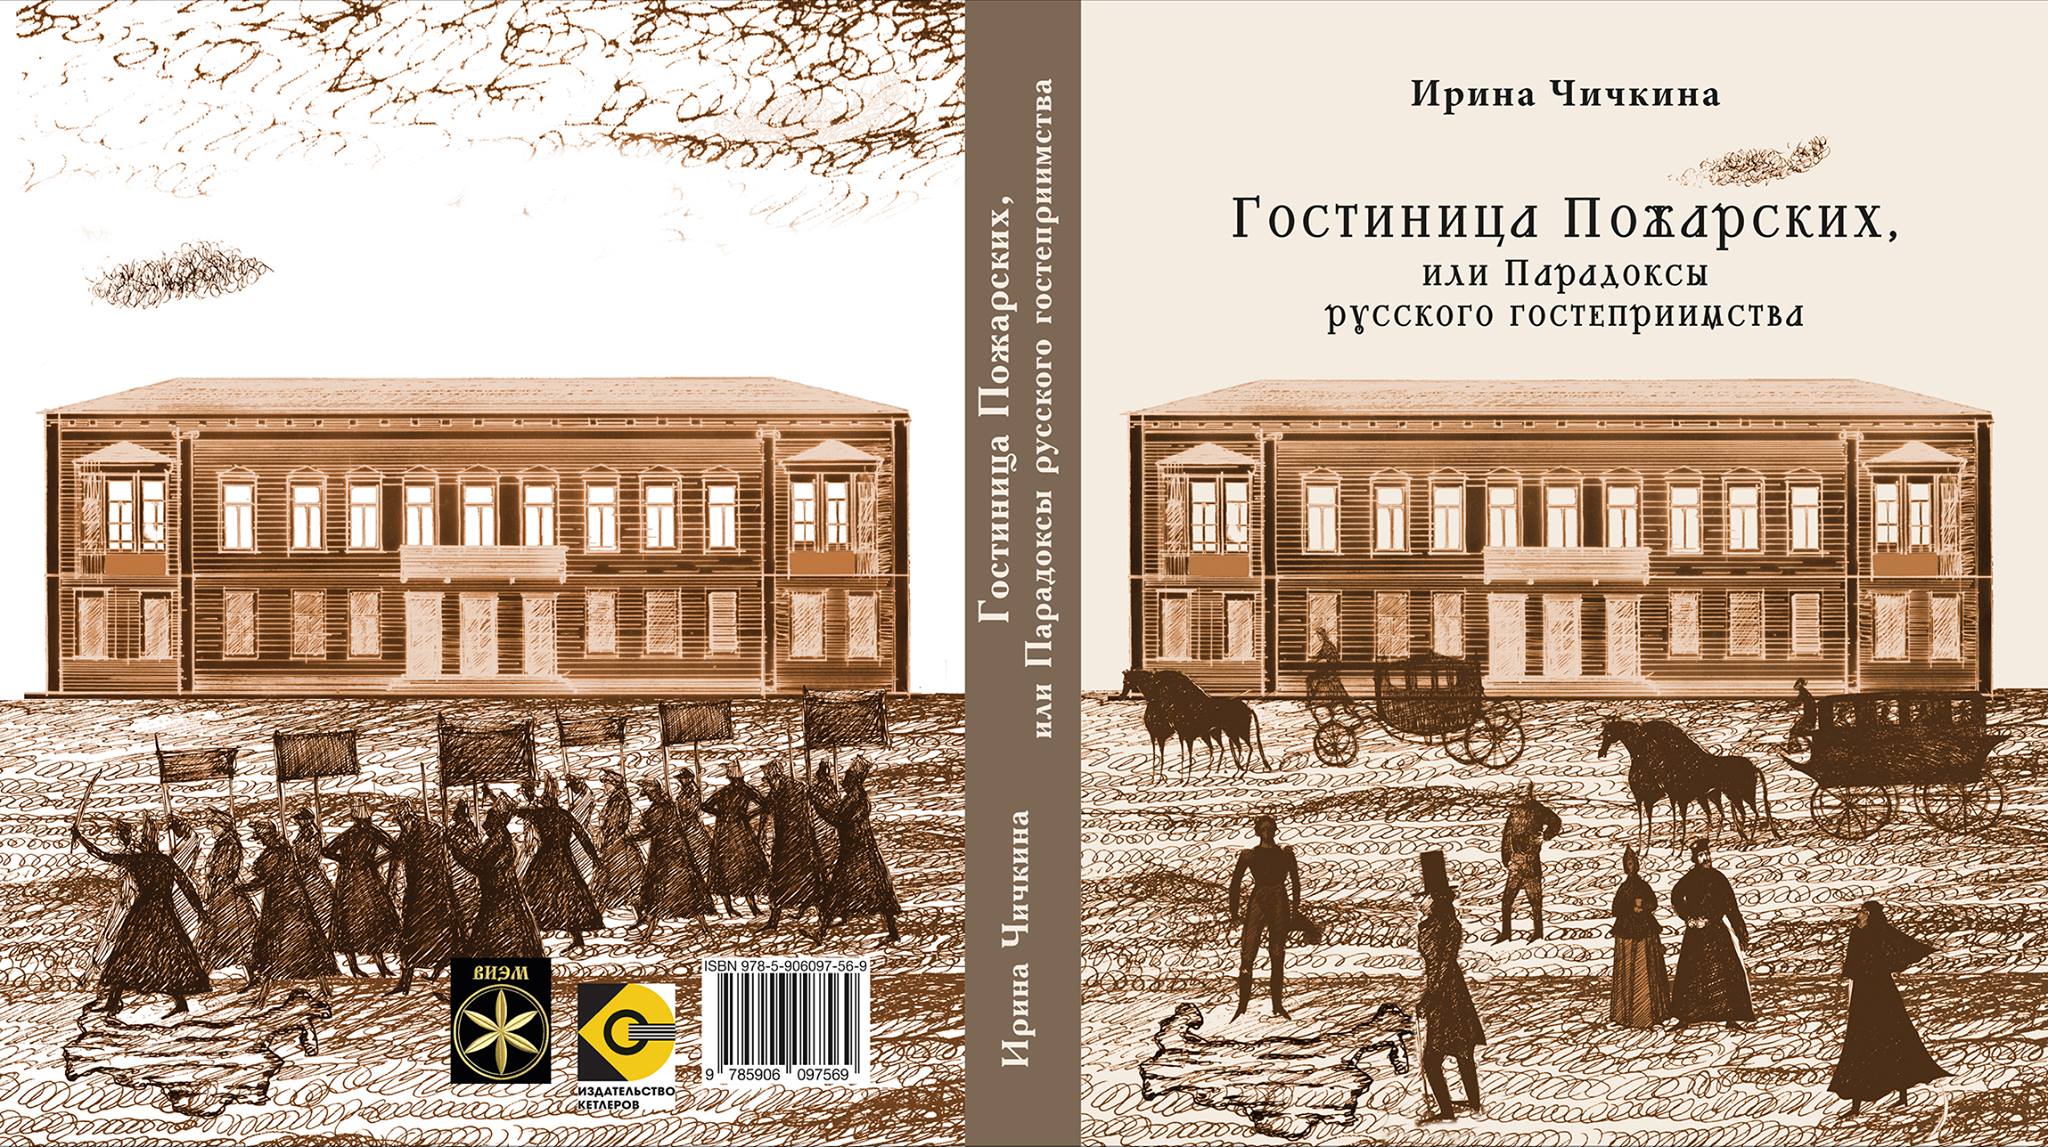 ВИЭМ
ИЗДАТЕЛЬСТВО
КЕТЛЕРОВ
ISBN 978-5-906097-56-9
9 785906 097569
Ирина Чичкина
Гостиница Пожарских,
или Парадоксы русского гостеприимства
Ирина Чичкина
Гостиница Пожарских,
или Парадоксы
русского гостеприимства